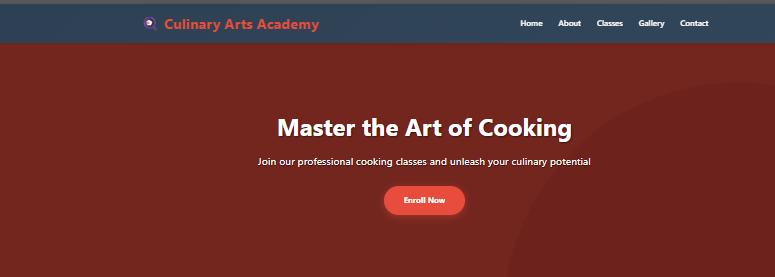 Culinary Arts Academy
Home About Classes Gallery Contact
Master the Art of Cooking
Join our professional cooking classes and unleash your culinary potential
Enroll Now